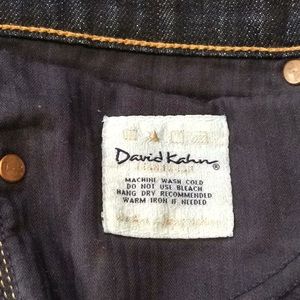 David Kahn®
MACHINE WASH COLD
DO NOT USE BLEACH
HANG DRY RECOMMENDED
WARM IRON IF NEEDED